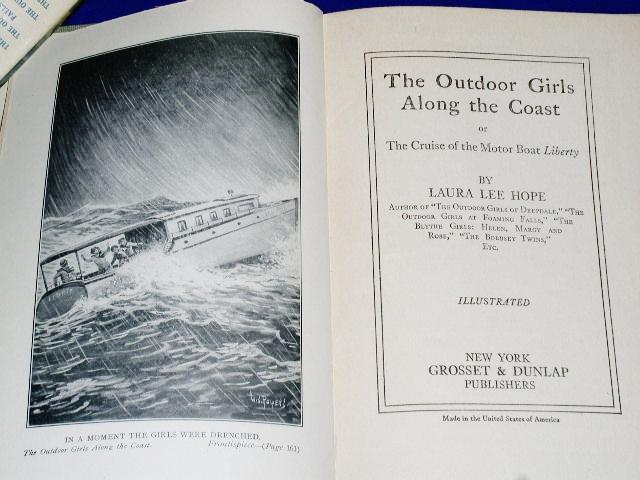 IN A MOMENT THE GIRLS WERE DRENCHED.
The Outdoor Girls Along the Coast. Frontispiece—(Page 161)
The Outdoor Girls
Along the Coast
or
The Cruise of the Motor Boat Liberty
BY
LAURA LEE HOPE
AUTHOR OF "THE OUTDOOR GIRLS OF DEEPDALE," "THE
OUTDOOR GIRLS AT FOAMING FALLS," "THE
BLYTHE GIRLS: HELEN, MARGY AND
ROSE," "THE BOBBSEY TWINS,"
ETC.
ILLUSTRATED
NEW YORK
GROSSET & DUNLAP
PUBLISHERS
Made in the United States of America